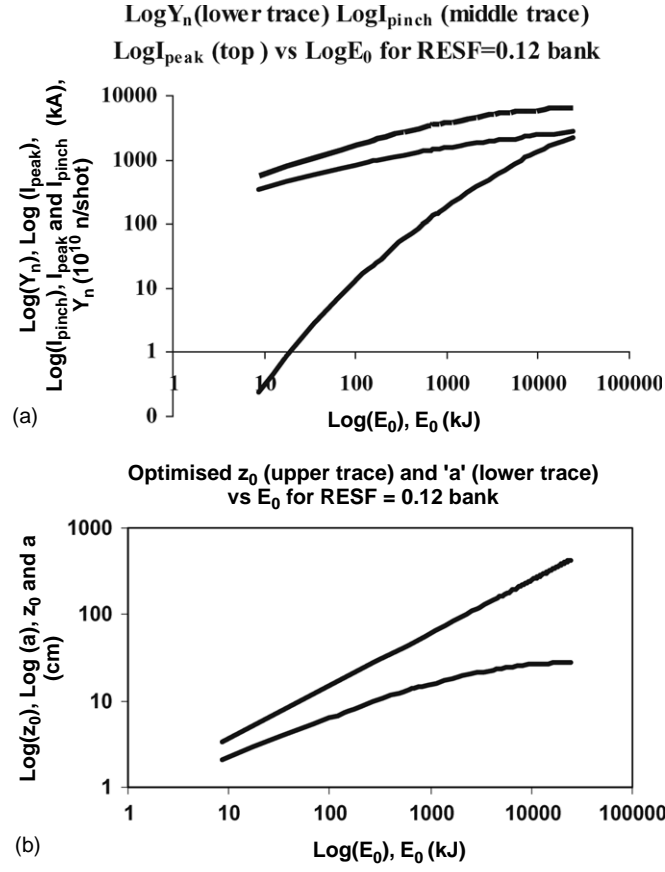 LogYn(lower trace) LogIpinch (middle trace)
LogIpeak (top ) vs LogE0 for RESF=0.12 bank
10000
1000
100
10
1
0
Log(Yn), Log (Ipeak),
Log(Ipinch), Ipeak and Ipinch (kA),
Yn (10^10 n/shot)
1
10
100
1000
10000
100000
(a)
Log(E0), E0 (kJ)
Optimised z0 (upper trace) and 'a' (lower trace)
vs E0 for RESF = 0.12 bank
1000
100
10
1
Log(z0), Log (a), z0 and a
(cm)
1
10
100
1000
10000
100000
(b)
Log(E0), E0 (kJ)